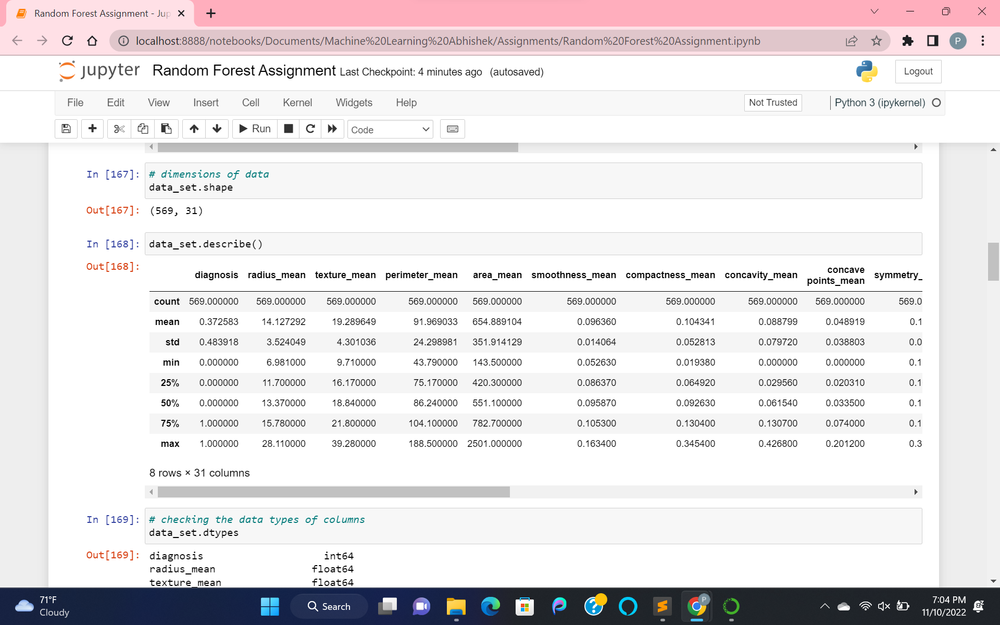 Random Forest Assignment - Jup
localhost:8888/notebooks/Documents/Machine%20Learning%20Abhishek/Assignments/Random%20Forest%20Assignment.ipynb
P
jupyter Random Forest Assignment Last Checkpoint: 4 minutes ago (autosaved)
Logout
File Edit View Insert Cell Kernel Widgets Help Not Trusted Python 3 (ipykernel)
Run Code
In [167]: # dimensions of data
data_set.shape
Out[167]: (569, 31)
In [168]: data_set.describe()
Out[168]:
diagnosis radius_mean texture_mean perimeter_mean area_mean smoothness_mean compactness_mean concavity_mean concave points_mean symmetry_
count 569.000000 569.000000 569.000000 569.000000 569.000000 569.000000 569.000000 569.000000 569.000000 569.0
mean 0.372583 14.127292 19.289649 91.969033 654.889104 0.096360 0.104341 0.088799 0.048919 0.1
std 0.483918 3.524049 4.301036 24.298981 351.914129 0.014064 0.052813 0.079720 0.038803 0.0
min 0.000000 6.981000 9.710000 43.790000 143.500000 0.052630 0.019380 0.000000 0.000000 0.1
25% 0.000000 11.700000 16.170000 75.170000 420.300000 0.086370 0.064920 0.029560 0.020310 0.1
50% 0.000000 13.370000 18.840000 86.240000 551.100000 0.095870 0.092630 0.061540 0.033500 0.1
75% 1.000000 15.780000 21.800000 104.100000 782.700000 0.105300 0.130400 0.130700 0.074000 0.1
max 1.000000 28.110000 39.280000 188.500000 2501.000000 0.163400 0.345400 0.426800 0.201200 0.3
8 rows × 31 columns
In [169]: # checking the data types of columns
data_set.dtypes
Out[169]: diagnosis int64
radius_mean float64
texture_mean float64
71°F
Cloudy
Search
P
7:04 PM
11/10/2022